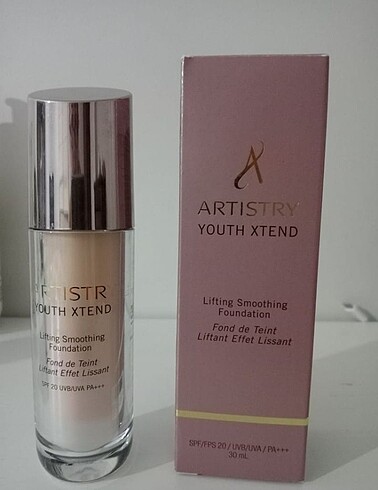 ARTISTR
YOUTH XTEND
Lifting Smoothing
Foundation
Fond de Teint
Liftant Effet Lissant
SPF 20 UVB/UVA PA+++
ARTISTRY
YOUTH XTEND
Lifting Smoothing
Foundation
Fond de Teint
Liftant Effet Lissant
SPF/FPS 20 / UVB/UVA / PA+++
30 mL